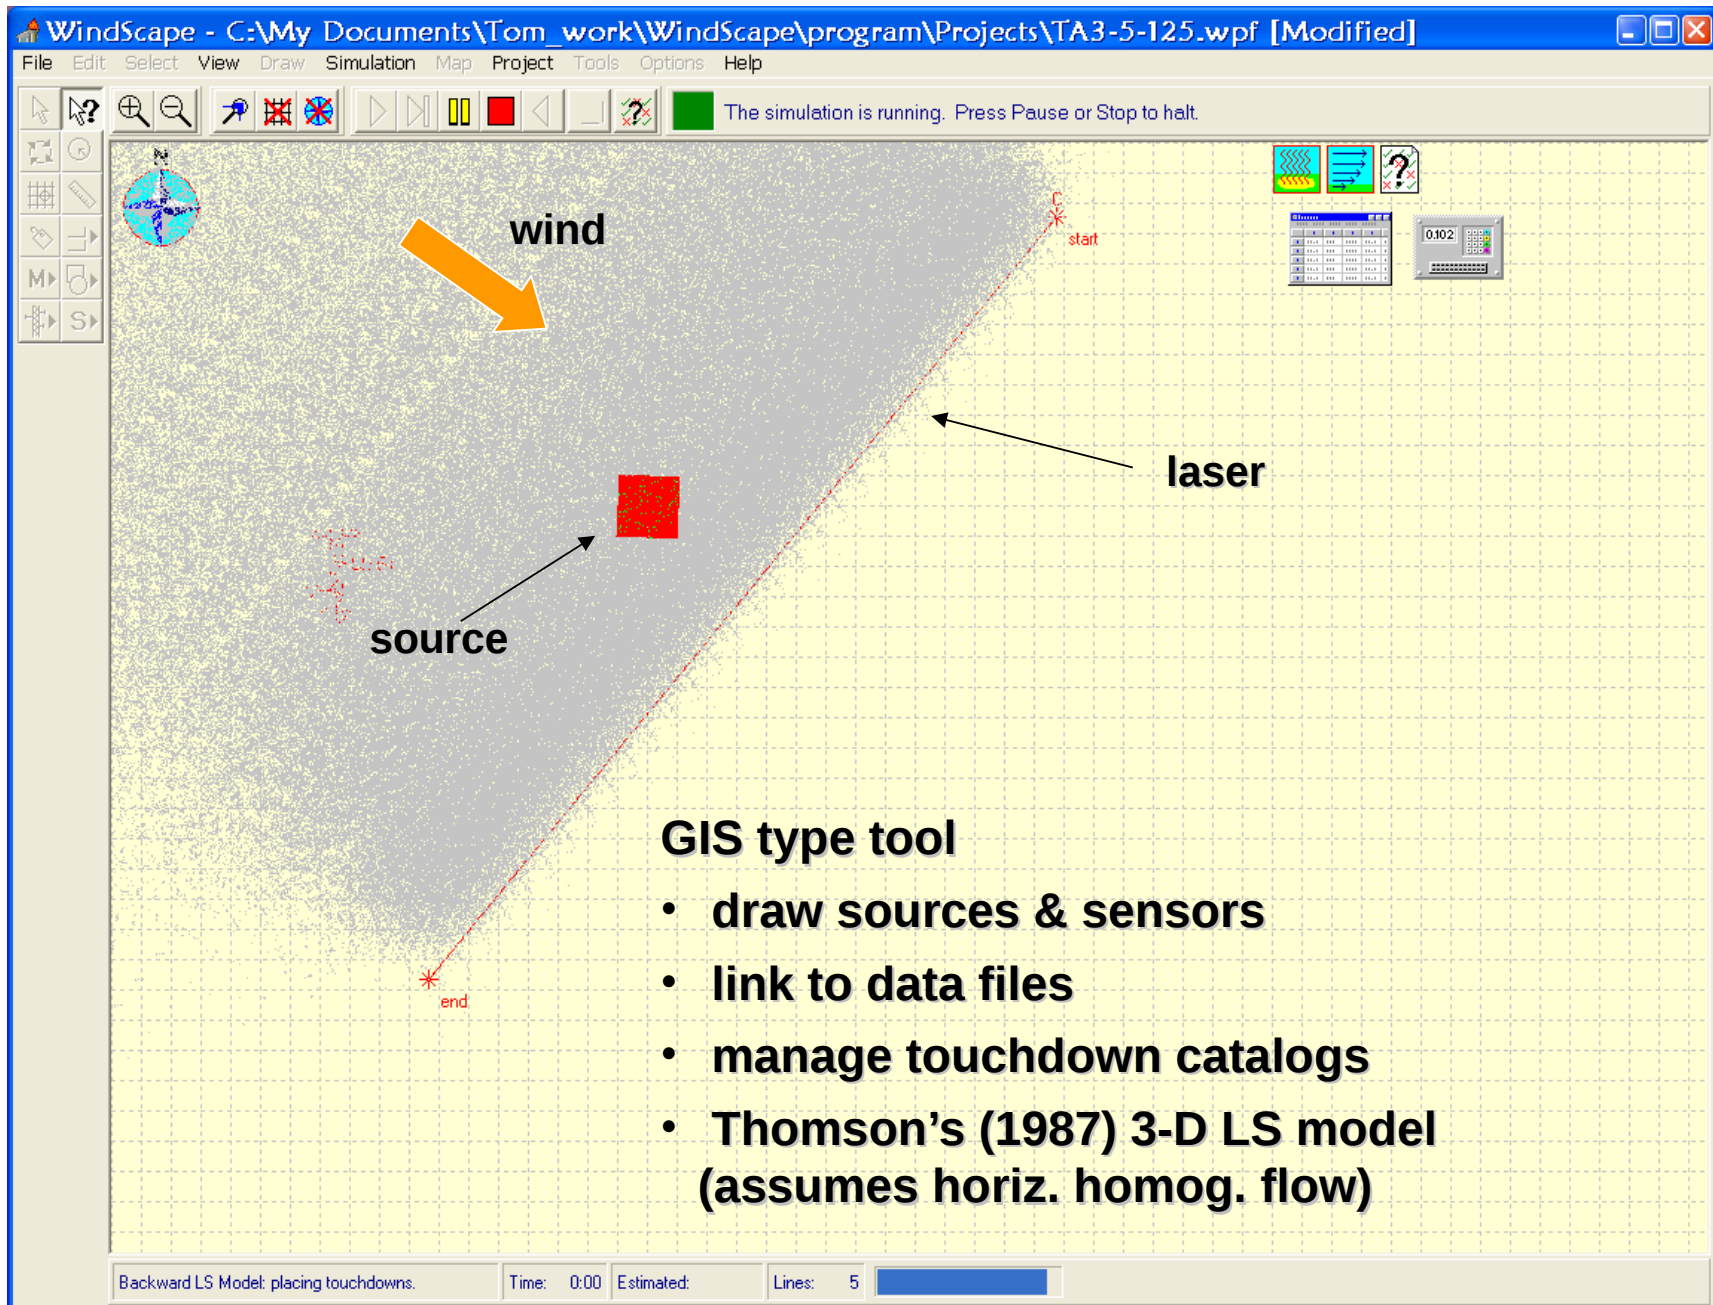 WindScape - C:\My Documents\Tom_work\WindScape\program\Projects\TA3-5-125.wpf [Modified]
File Edit Select View Draw Simulation Map Project Tools Options Help
The simulation is running. Press Pause or Stop to halt.
N
wind
C
start
0.102
laser
source
end
M
S
GIS type tool
• draw sources & sensors
• link to data files
• manage touchdown catalogs
• Thomson's (1987) 3-D LS model
(assumes horiz. homog. flow)
Backward LS Model: placing touchdowns. Time: 0:00 Estimated: Lines: 5